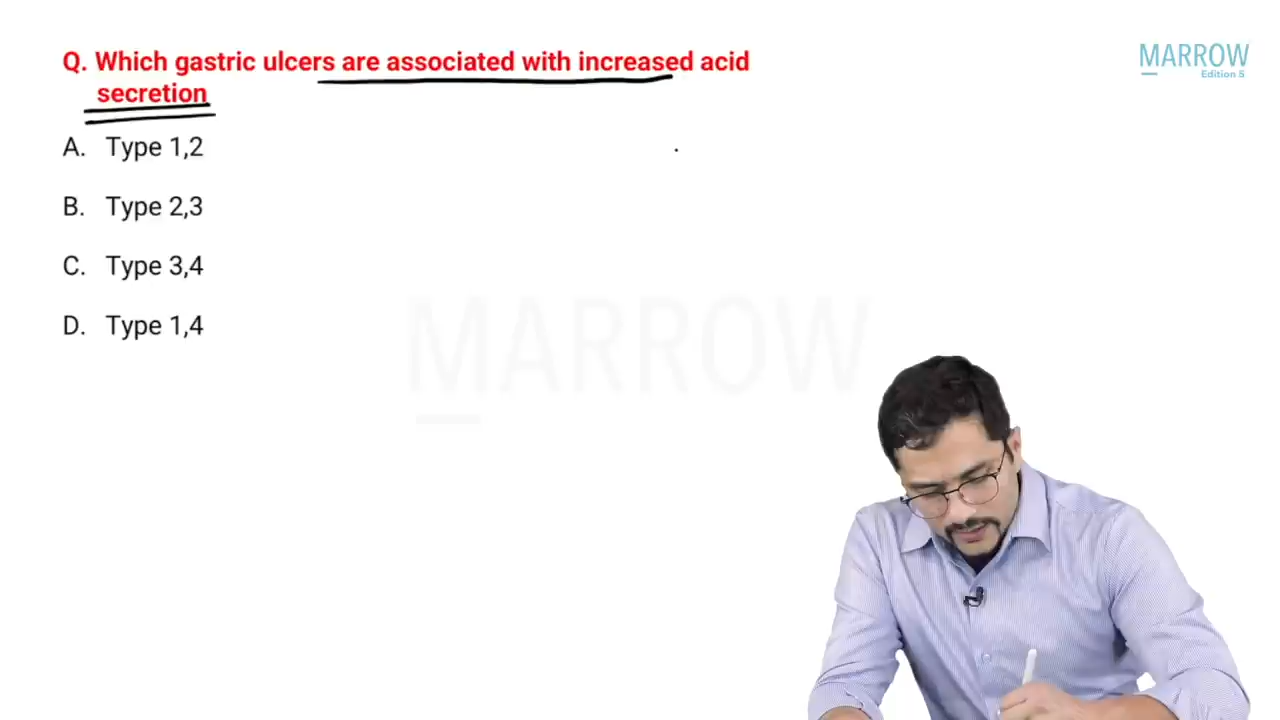 Q. Which gastric ulcers are associated with increased acid
secretion
A. Type 1,2
B. Type 2,3
C. Type 3,4
D. Type 1,4
MARROW
Edition 5
MARROW